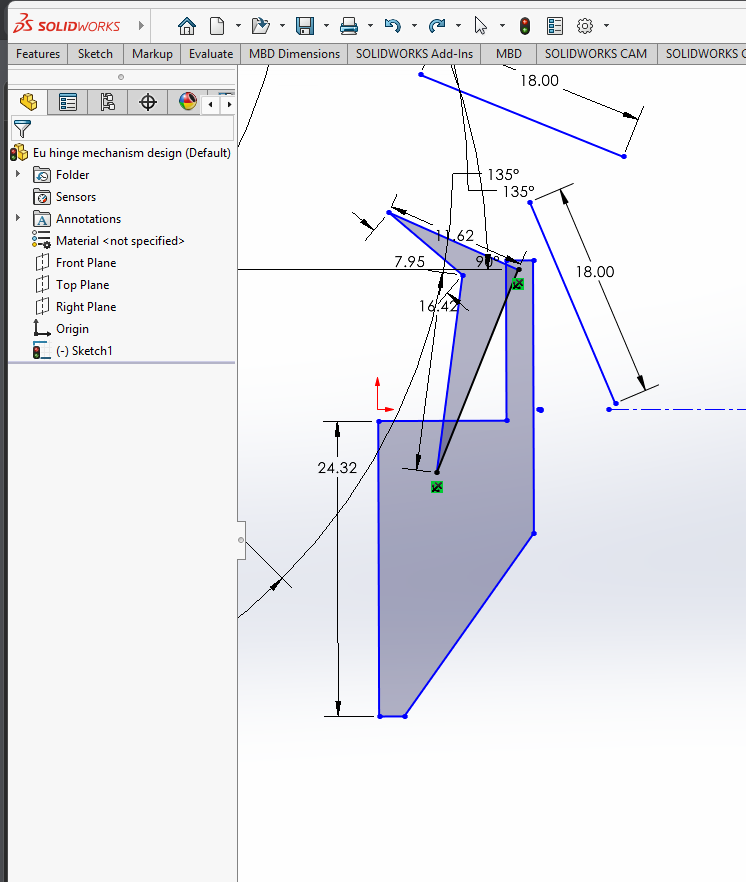 SOLIDWORKS
Features Sketch Markup Evaluate MBD Dimensions SOLIDWORKS Add-Ins MBD SOLIDWORKS CAM SOLIDWORKS
Eu hinge mechanism design (Default)
Folder
Sensors
Annotations
Material <not specified>
Front Plane
Top Plane
Right Plane
Origin
(-) Sketch1
18.00
135°
135°
11.62
7.95
90°
18.00
16.42
24.32